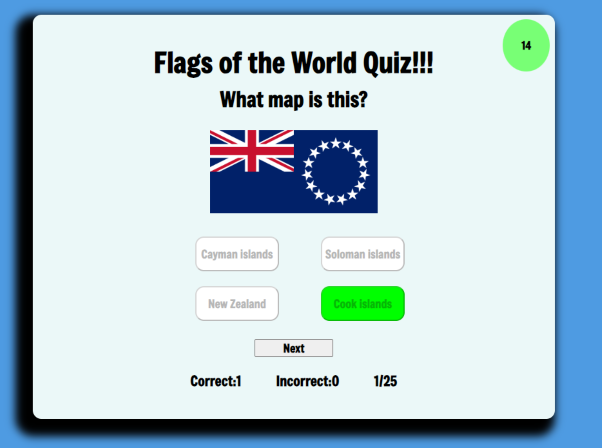 14
Flags of the World Quiz!!!
What map is this?
Cayman islands Soloman islands
New Zealand Cook islands
Next
Correct:1 Incorrect:0 1/25